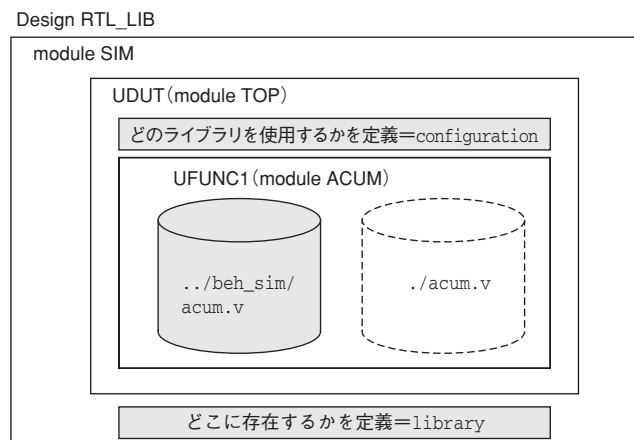 Design RTL_LIB
module SIM
UDUT(module TOP)
どのライブラリを使用するかを定義=configuration
UFUNC1(module ACUM)
../beh_sim/
acum.v
./acum.v
どこに存在するかを定義=library